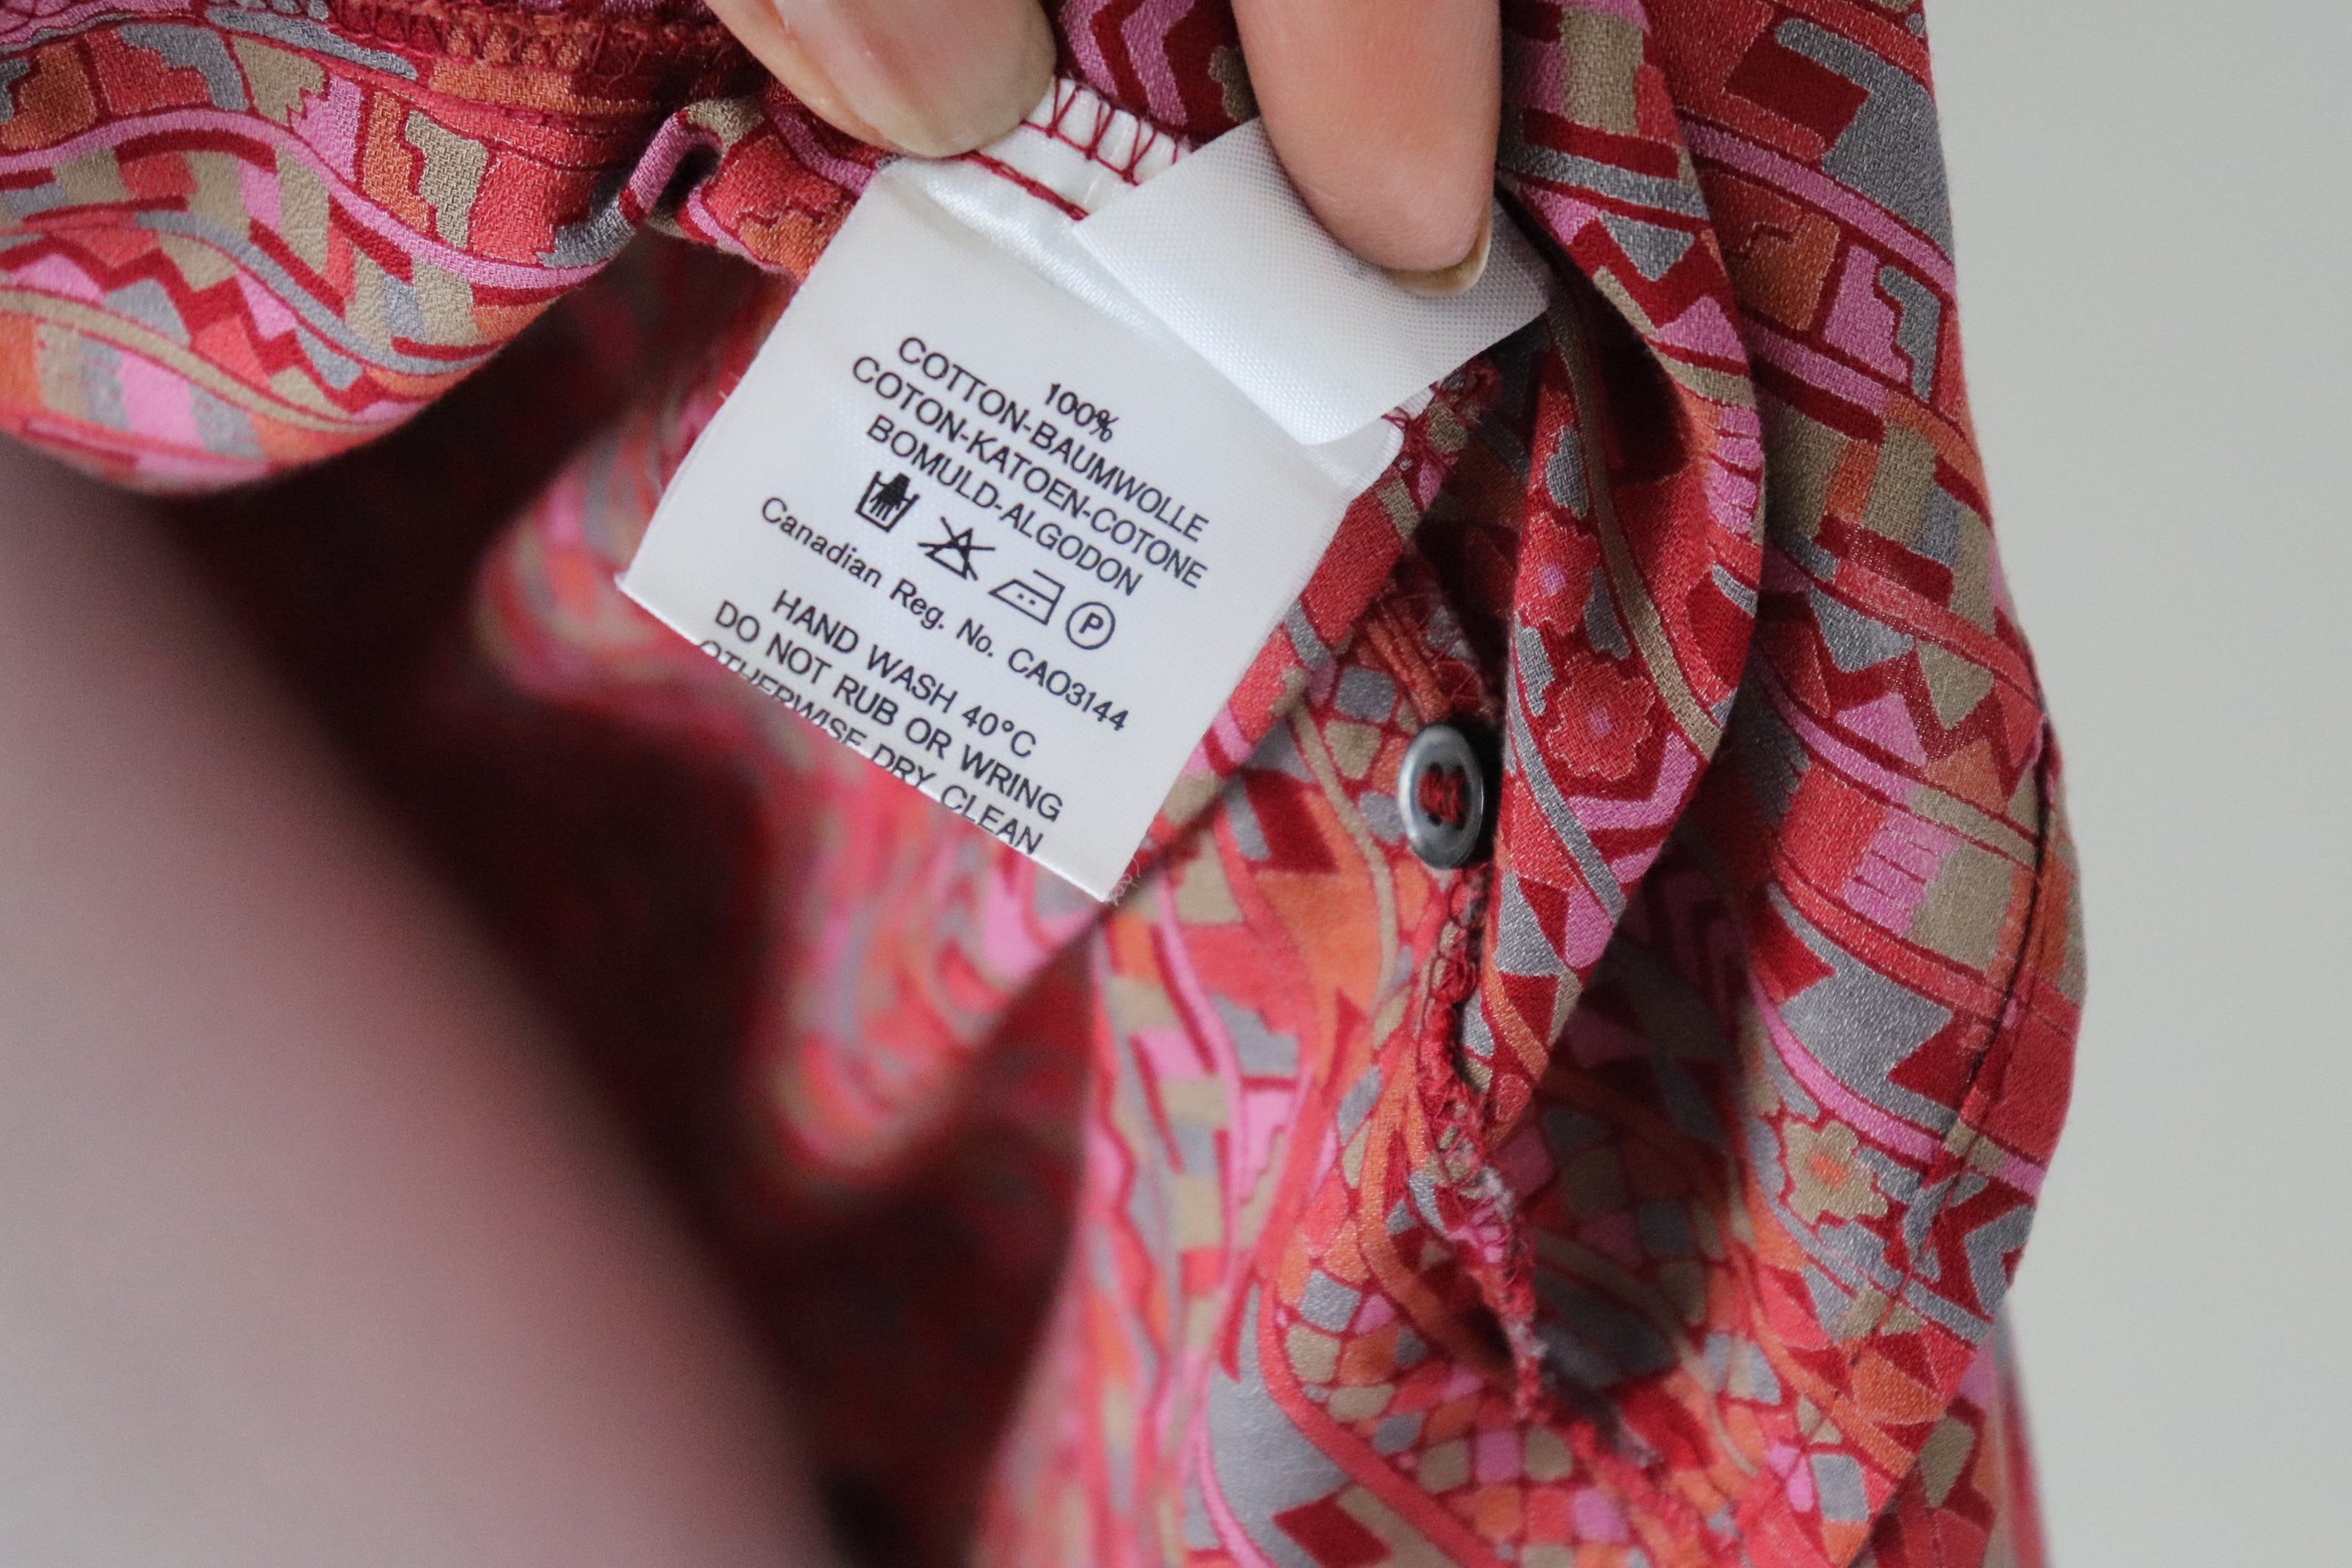 100%
COTTON-BAUMWOLLE
COTON-KATOEN-COTONE
BOMULD-ALGODON
P
Canadian Reg. No. CAO3144
HAND WASH 40°C
DO NOT RUB OR WRING
OTHERWISE DRY CLEAN